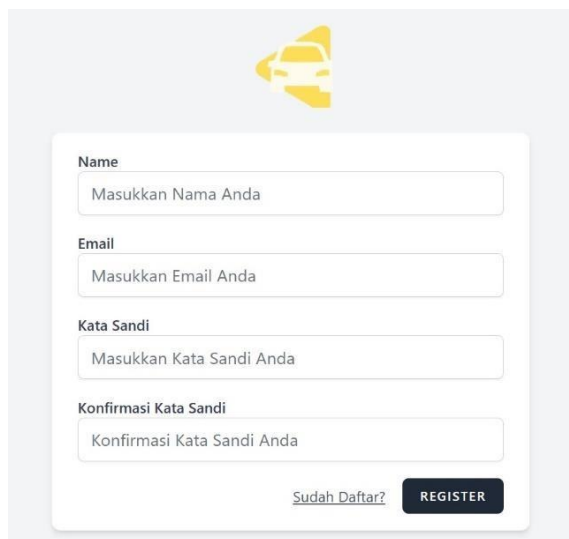 Name
Masukkan Nama Anda
Email
Masukkan Email Anda
Kata Sandi
Masukkan Kata Sandi Anda
Konfirmasi Kata Sandi
Konfirmasi Kata Sandi Anda
Sudah Daftar? REGISTER